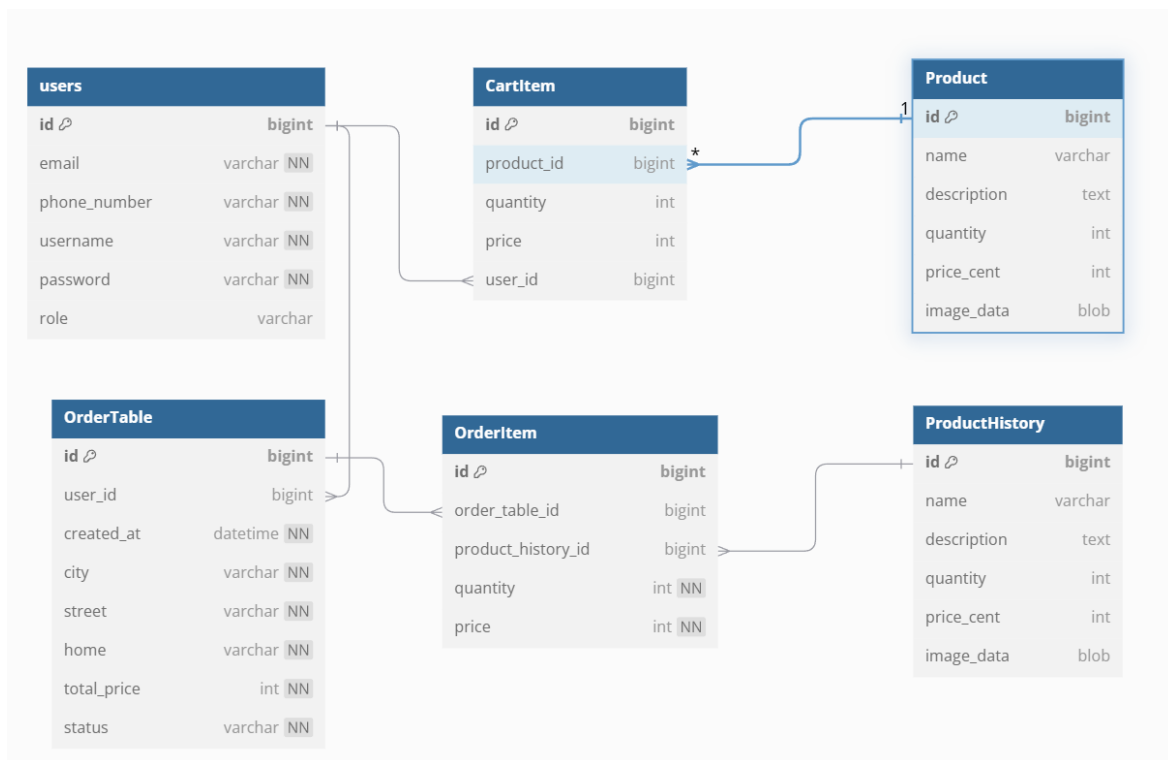 users
id bigint
email varchar NN
phone_number varchar NN
username varchar NN
password varchar NN
role varchar
CartItem
id bigint
product_id bigint
quantity int
price int
user_id bigint
*
1
Product
id bigint
name varchar
description text
quantity int
price_cent int
image_data blob
OrderTable
id bigint
user_id bigint
created_at datetime NN
city varchar NN
street varchar NN
home varchar NN
total_price int NN
status varchar NN
OrderItem
id bigint
order_table_id bigint
product_history_id bigint
quantity int NN
price int NN
ProductHistory
id bigint
name varchar
description text
quantity int
price_cent int
image_data blob